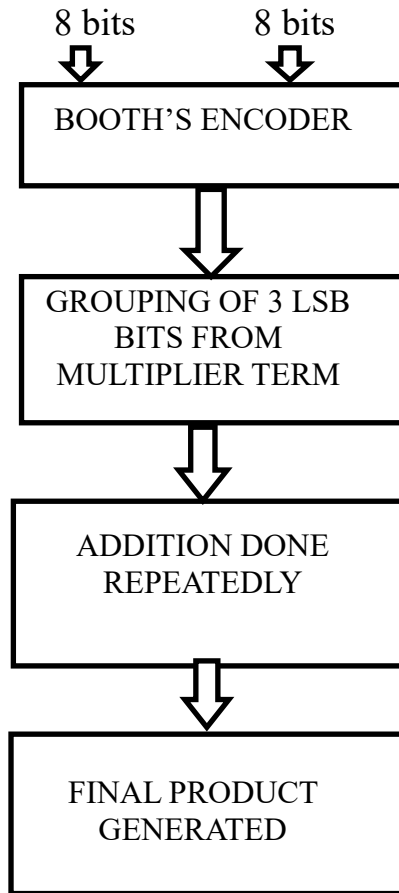 8 bits 8 bits
BOOTH’S ENCODER
GROUPING OF 3 LSB
BITS FROM
MULTIPLIER TERM
ADDITION DONE
REPEATEDLY
FINAL PRODUCT
GENERATED